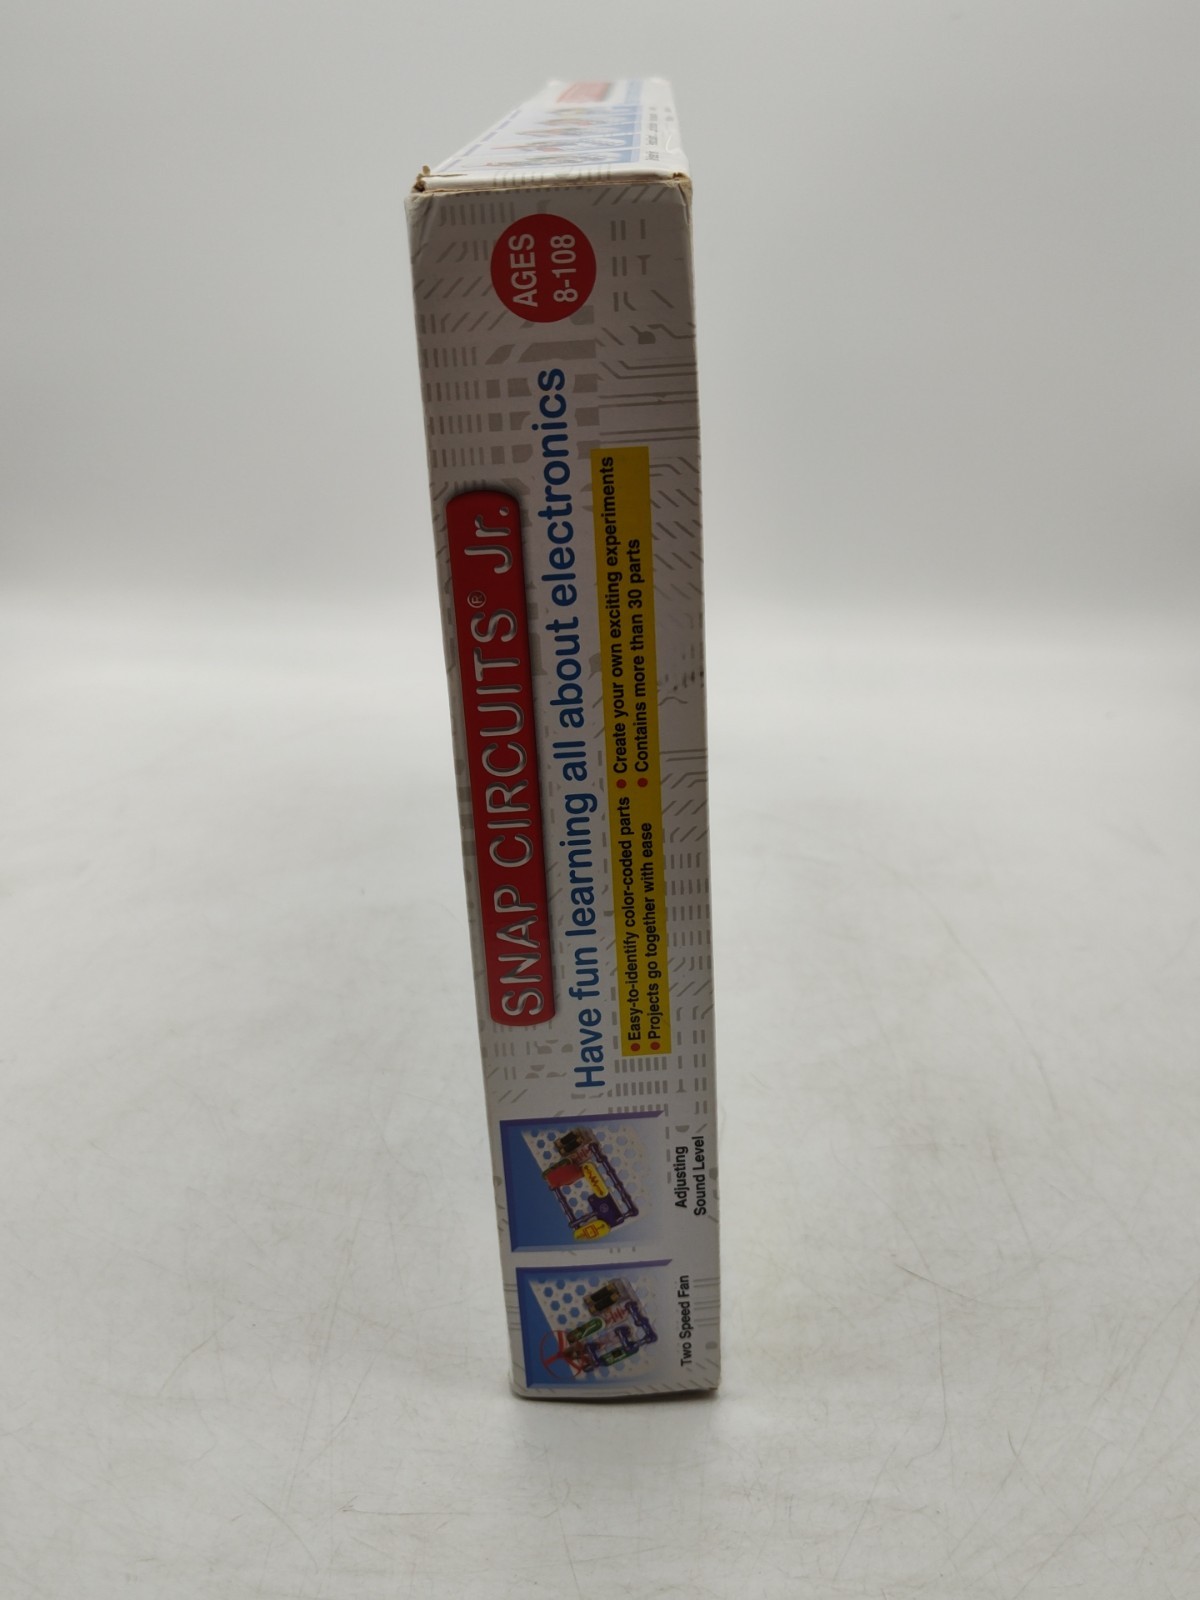 SNAP CIRCUITS® Jr.
AGES
8-108
Have fun learning all about electronics
• Easy-to-identify color-coded parts
• Projects go together with ease
• Create your own exciting experiments
• Contains more than 30 parts
Two Speed Fan
Adjusting
Sound Level